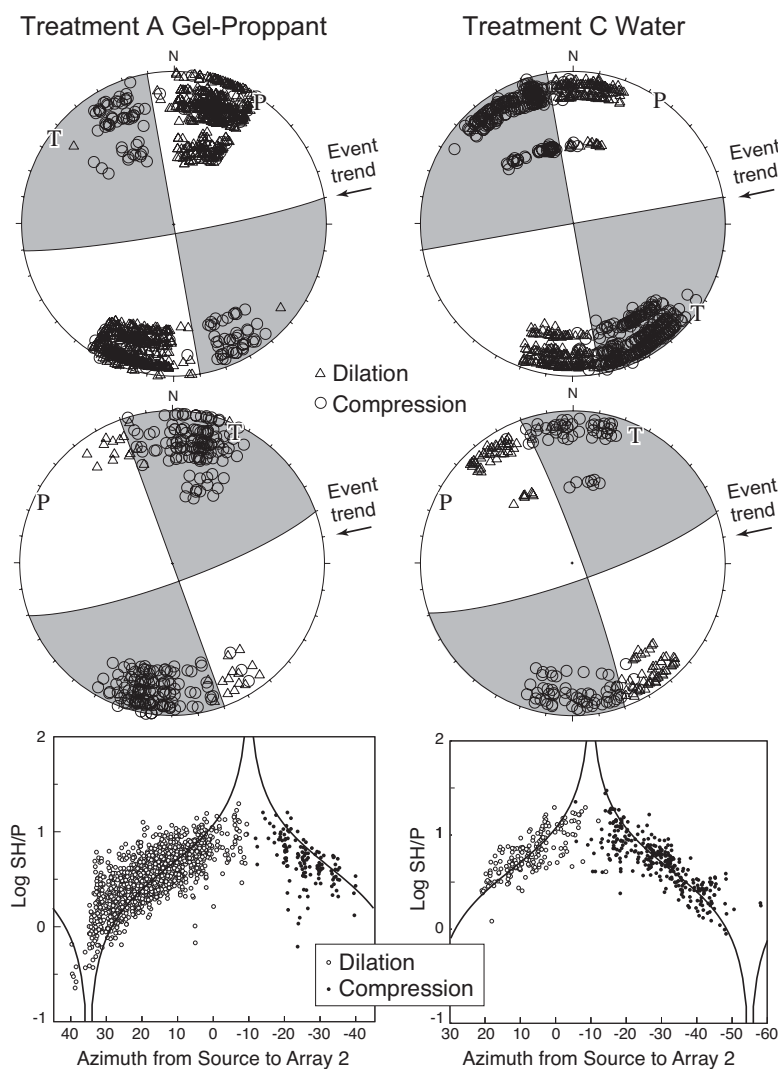 Treatment A Gel-Proppant
Treatment C Water
N
P
T
Event
trend
N
P
T
Event
trend
△ Dilation
○ Compression
N
T
P
Event
trend
N
T
P
Event
trend
Log SH/P
2
1
0
-1
40 30 20 10 0 -10 -20 -30 -40
Azimuth from Source to Array 2
Log SH/P
2
1
0
-1
30 20 10 0 -10 -20 -30 -40 -50 -60
Azimuth from Source to Array 2
○ Dilation
• Compression